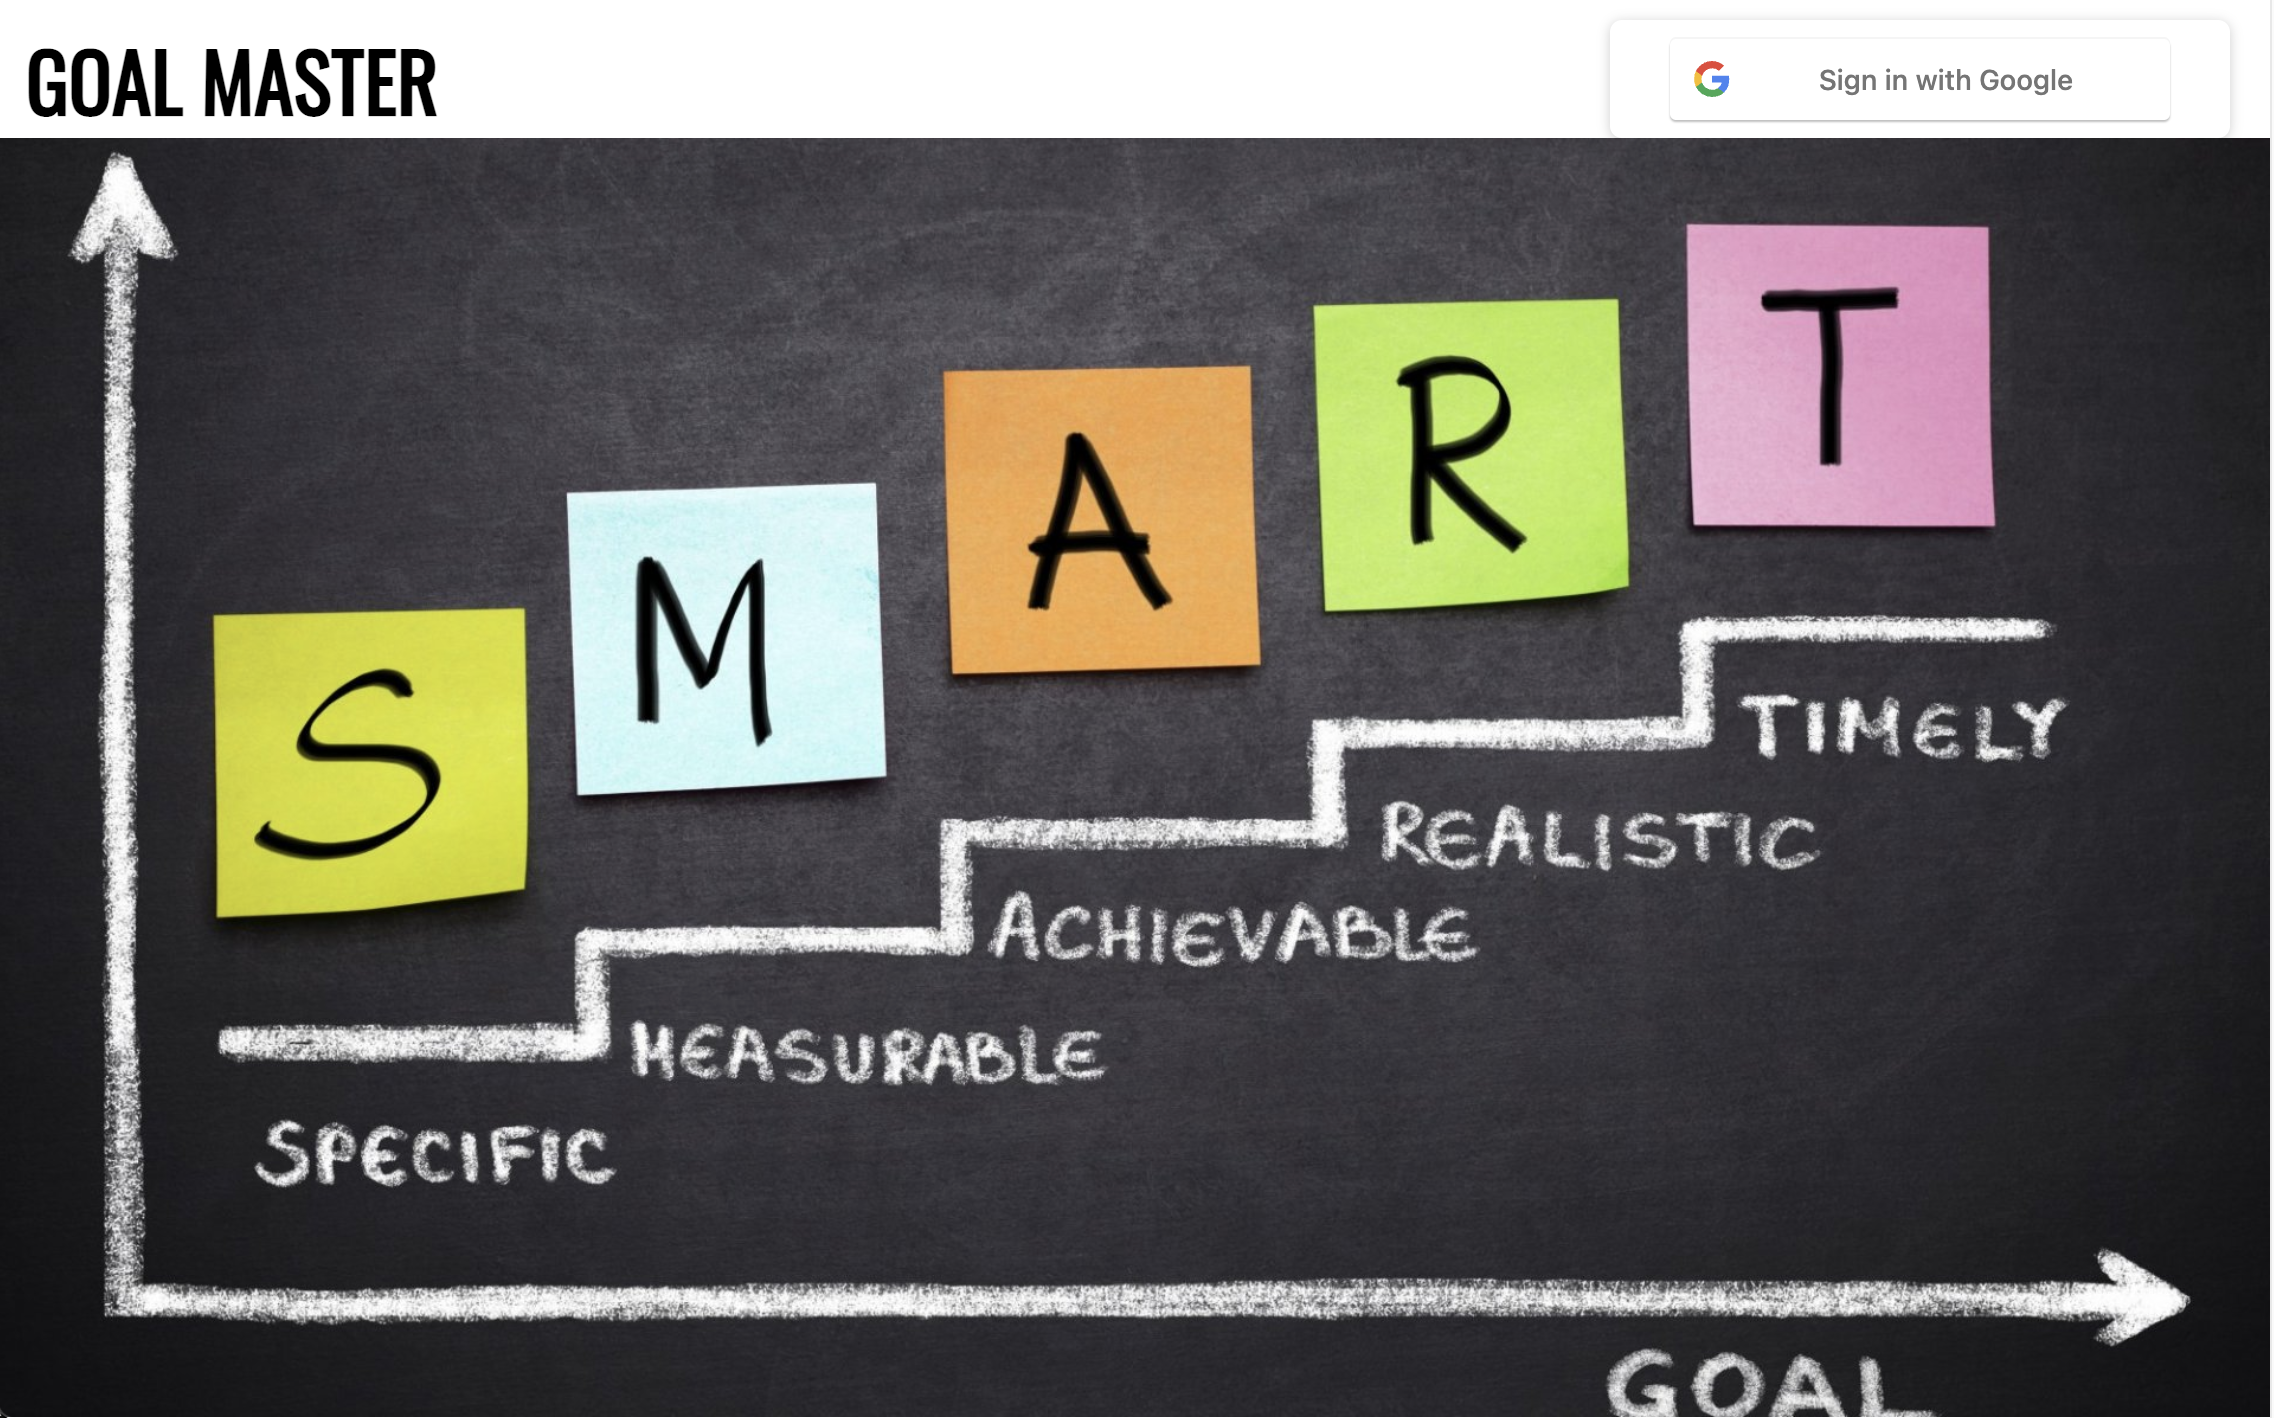 GOAL MASTER
Sign in with Google
S M A R T
TIMELY
REALISTIC
ACHIEVABLE
MEASURABLE
SPECIFIC
GOAL